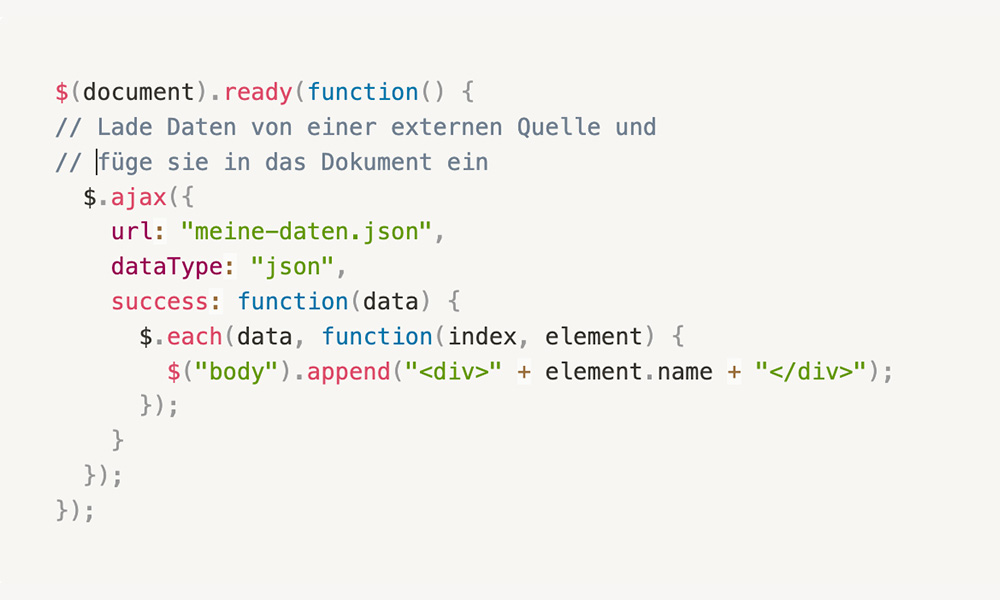 $(document).ready(function() {
// Lade Daten von einer externen Quelle und
// füge sie in das Dokument ein
  $.ajax({
    url: "meine-daten.json",
    dataType: "json",
    success: function(data) {
      $.each(data, function(index, element) {
        $("body").append("<div>" + element.name + "</div>");
      });
    }
  });
});